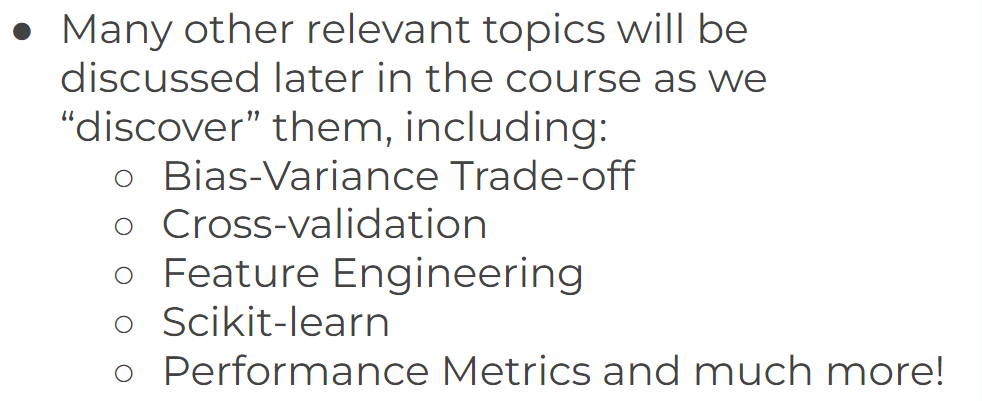 ● Many other relevant topics will be
discussed later in the course as we
“discover” them, including:
○ Bias-Variance Trade-off
○ Cross-validation
○ Feature Engineering
○ Scikit-learn
○ Performance Metrics and much more!